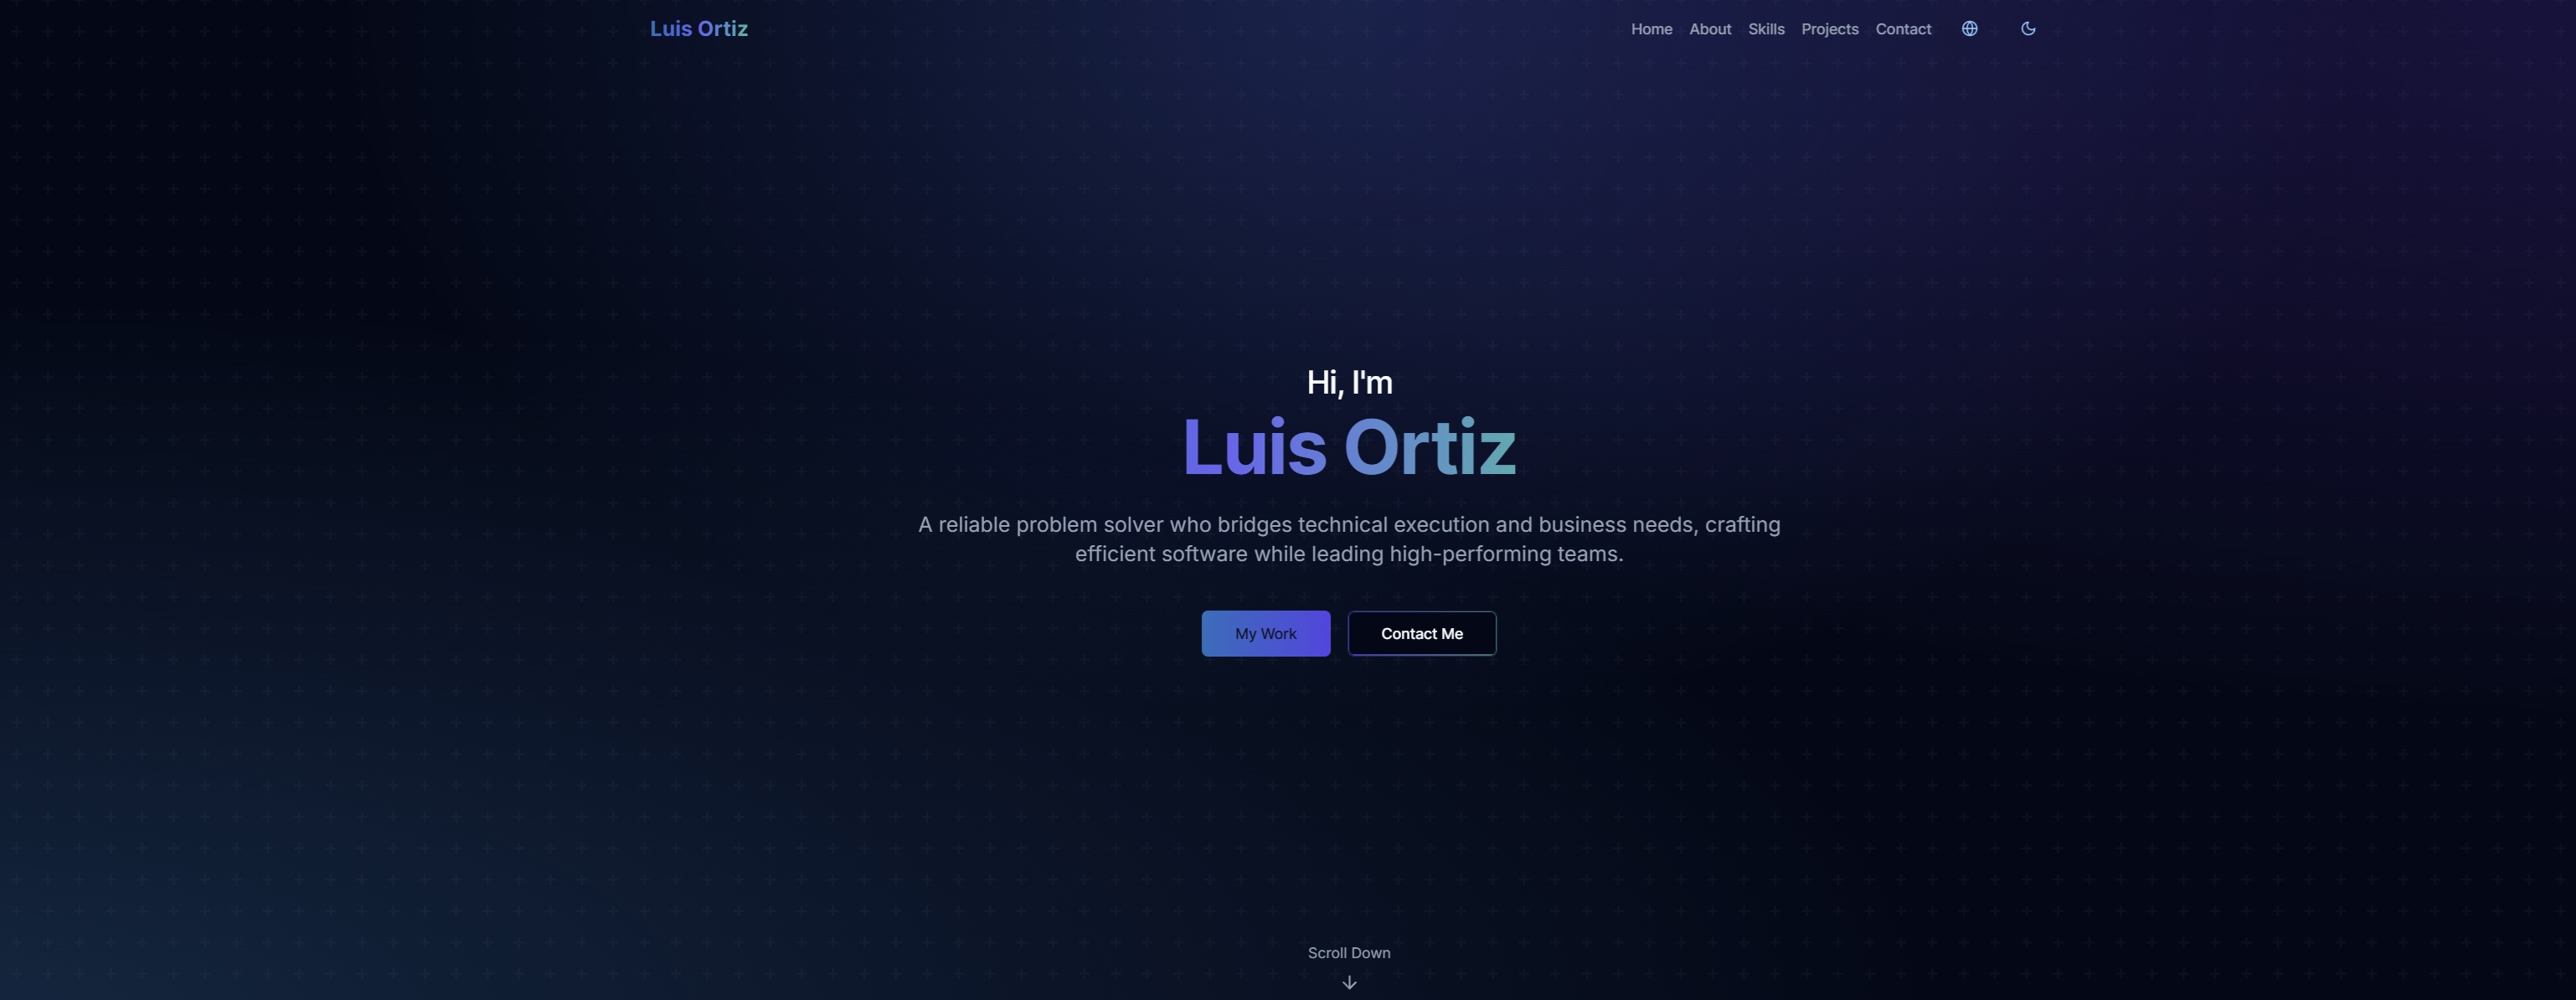 Luis Ortiz
Home About Skills Projects Contact
Hi, I'm
Luis Ortiz
A reliable problem solver who bridges technical execution and business needs, crafting
efficient software while leading high-performing teams.
My Work Contact Me
Scroll Down